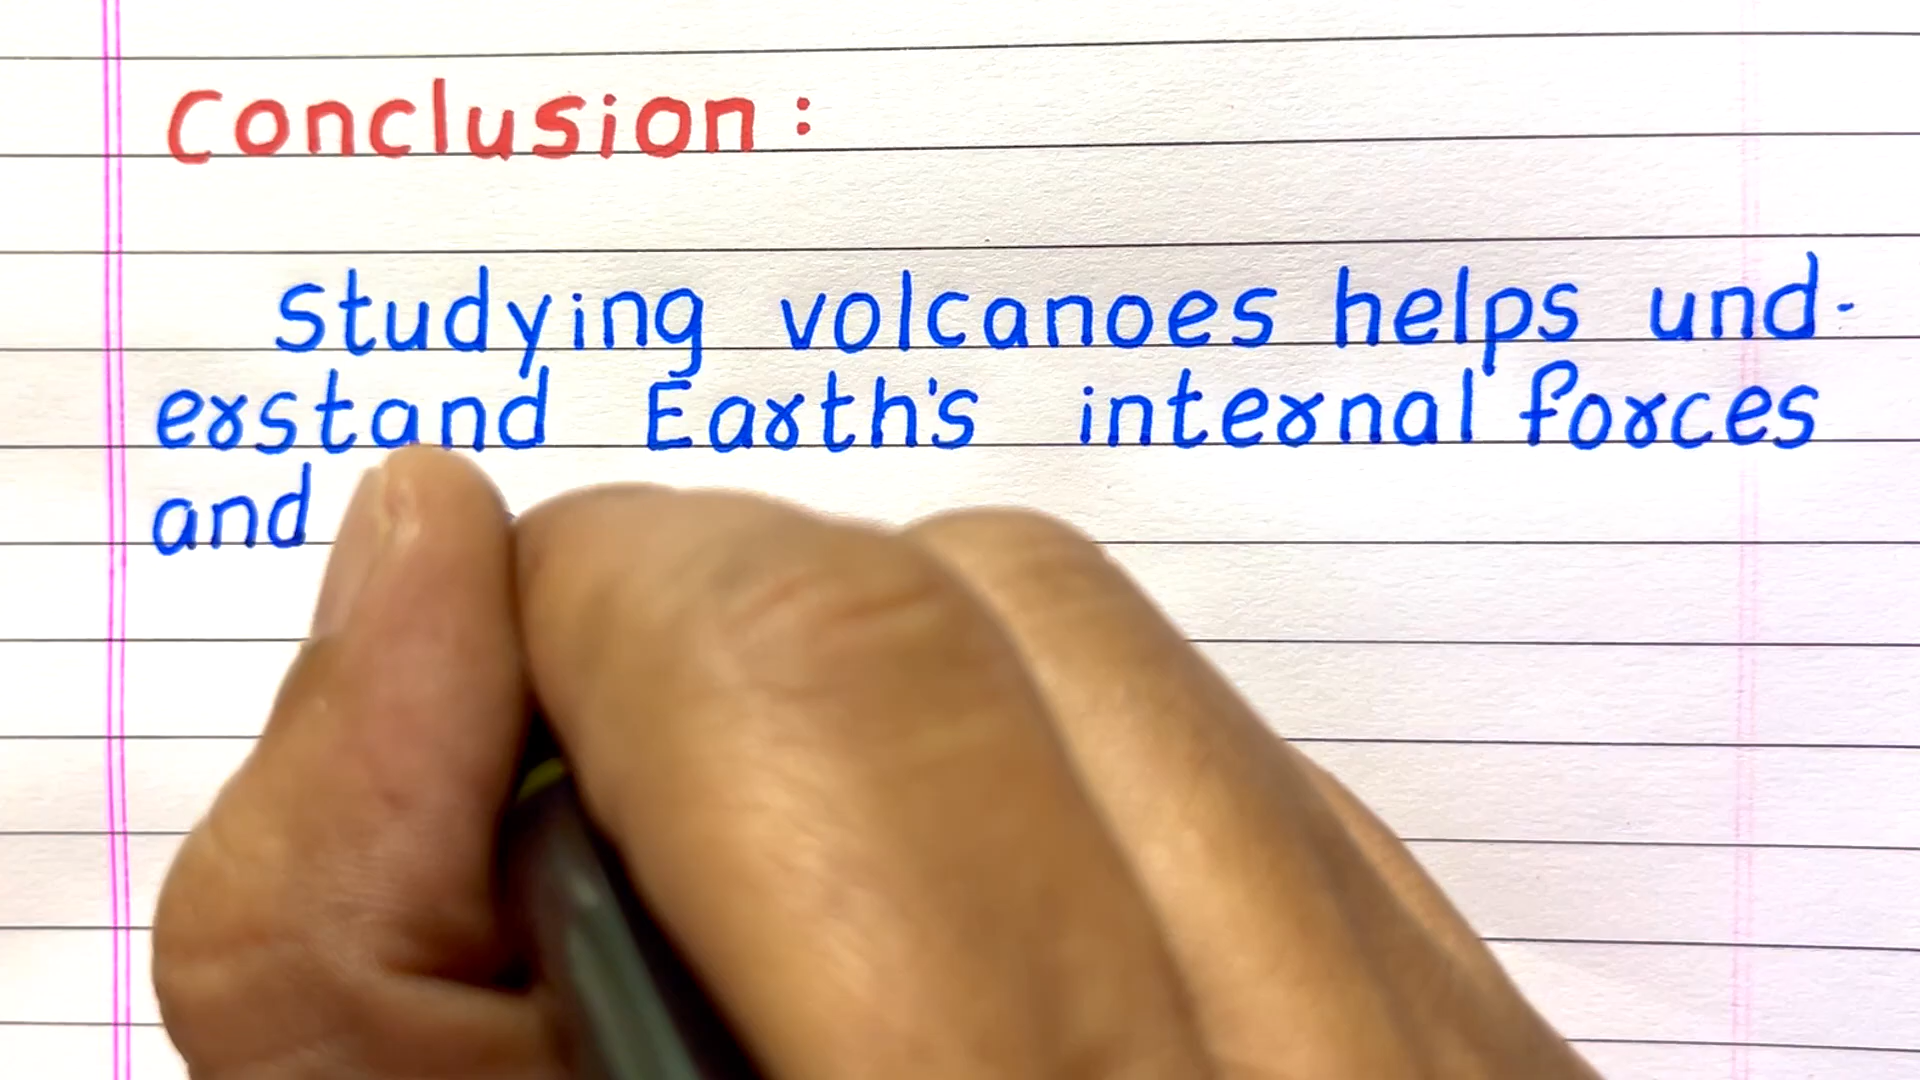 Conclusion :
Studying volcanoes helps und-
erstand Earth's internal forces
and